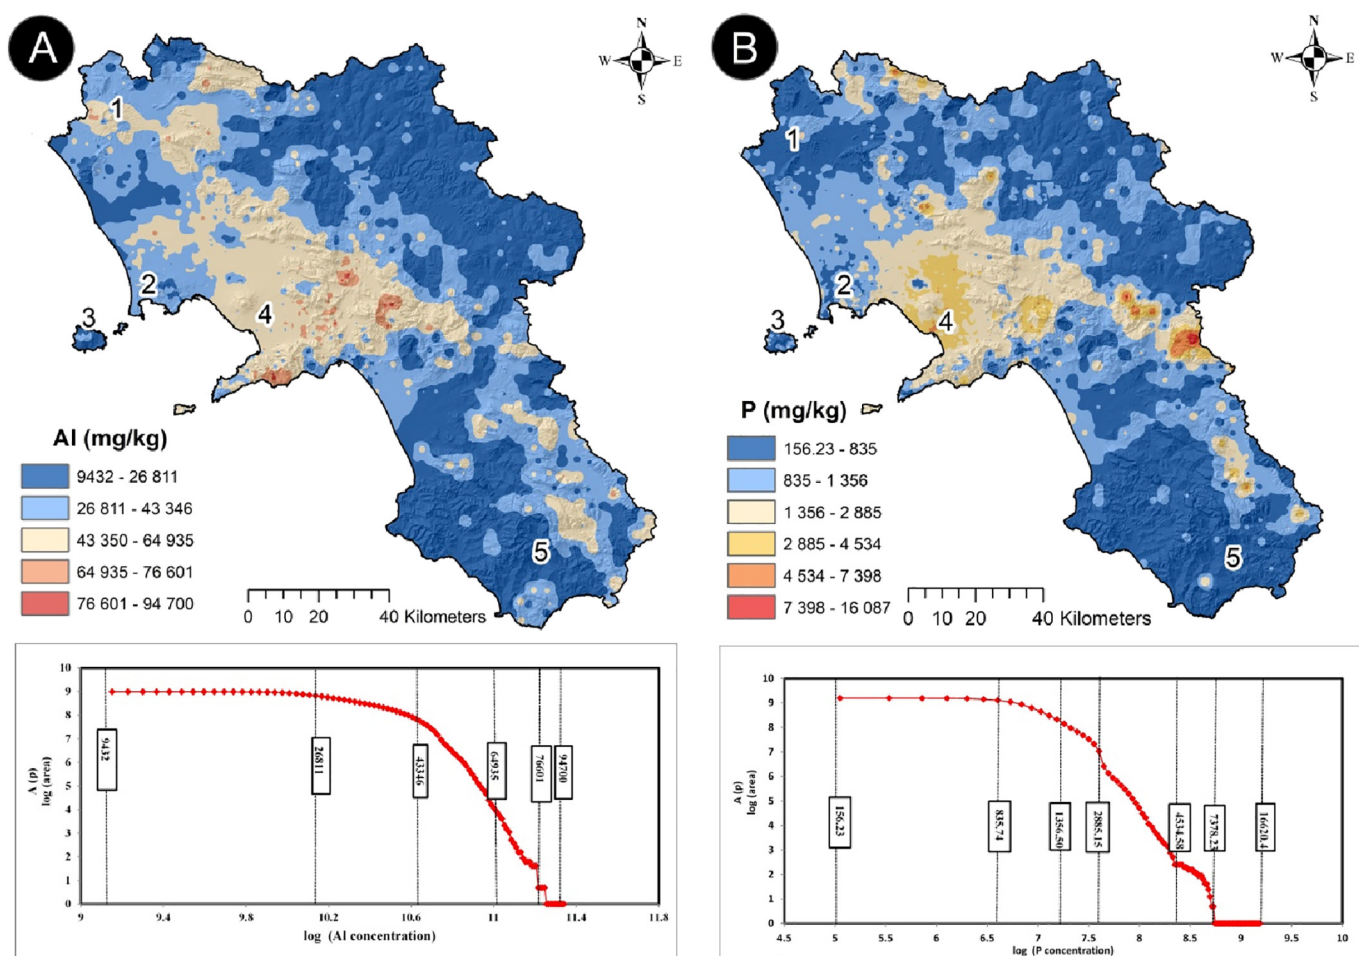 A
N
W E
S
1
2
3
4
5
Al (mg/kg)
9432 - 26 811
26 811 - 43 346
43 350 - 64 935
64 935 - 76 601
76 601 - 94 700
0 10 20 40 Kilometers
B
N
W E
S
1
2
3
4
5
P (mg/kg)
156.23 - 835
835 - 1 356
1 356 - 2 885
2 885 - 4 534
4 534 - 7 398
7 398 - 16 087
0 10 20 40 Kilometers
A (p)
log (area)
10
9
8
7
6
5
4
3
2
1
0
9432
26811
43346
64935
76601
94700
9 9.4 9.8 10.2 10.6 11 11.4 11.8
log (Al concentration)
A (p)
log (area)
10
9
8
7
6
5
4
3
2
1
0
156.23
835.74
1356.50
2885.15
4534.58
7378.23
16620.4
4.5 5 5.5 6 6.5 7 7.5 8 8.5 9 9.5 10
log (P concentration)